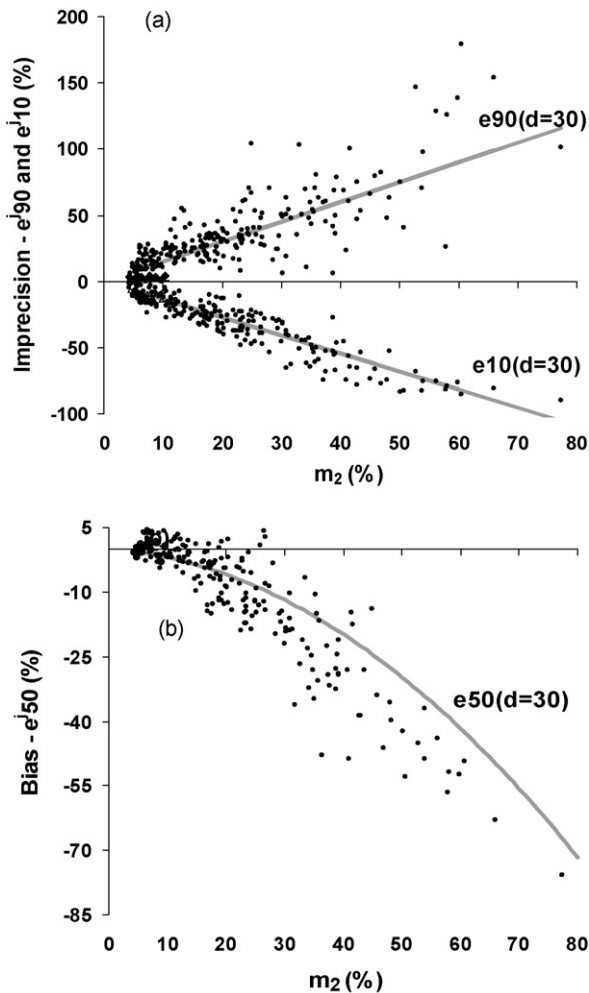 (a)
Imprecision - eʲ90 and eʲ10 (%)
200
150
100
50
0
-50
-100
e90(d=30)
e10(d=30)
0 10 20 30 40 50 60 70 80
m₂ (%)
(b)
Bias - eʲ50 (%)
5
-10
-25
-40
-55
-70
-85
e50(d=30)
0 10 20 30 40 50 60 70 80
m₂ (%)